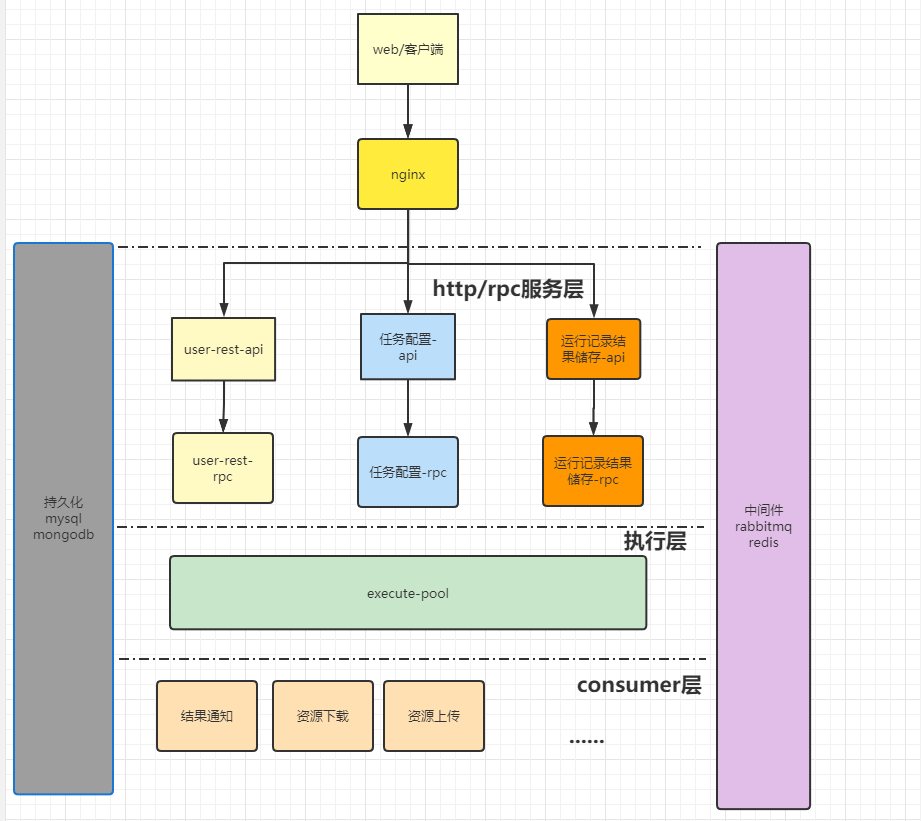 web/客户端
nginx
http/rpc服务层
user-rest-api
任务配置-
api
运行记录结
果储存-api
user-rest-
rpc
任务配置-rpc
运行记录结果
储存-rpc
持久化
mysql
mongodb
中间件
rabbitmq
redis
执行层
execute-pool
consumer层
结果通知
资源下载
资源上传
......